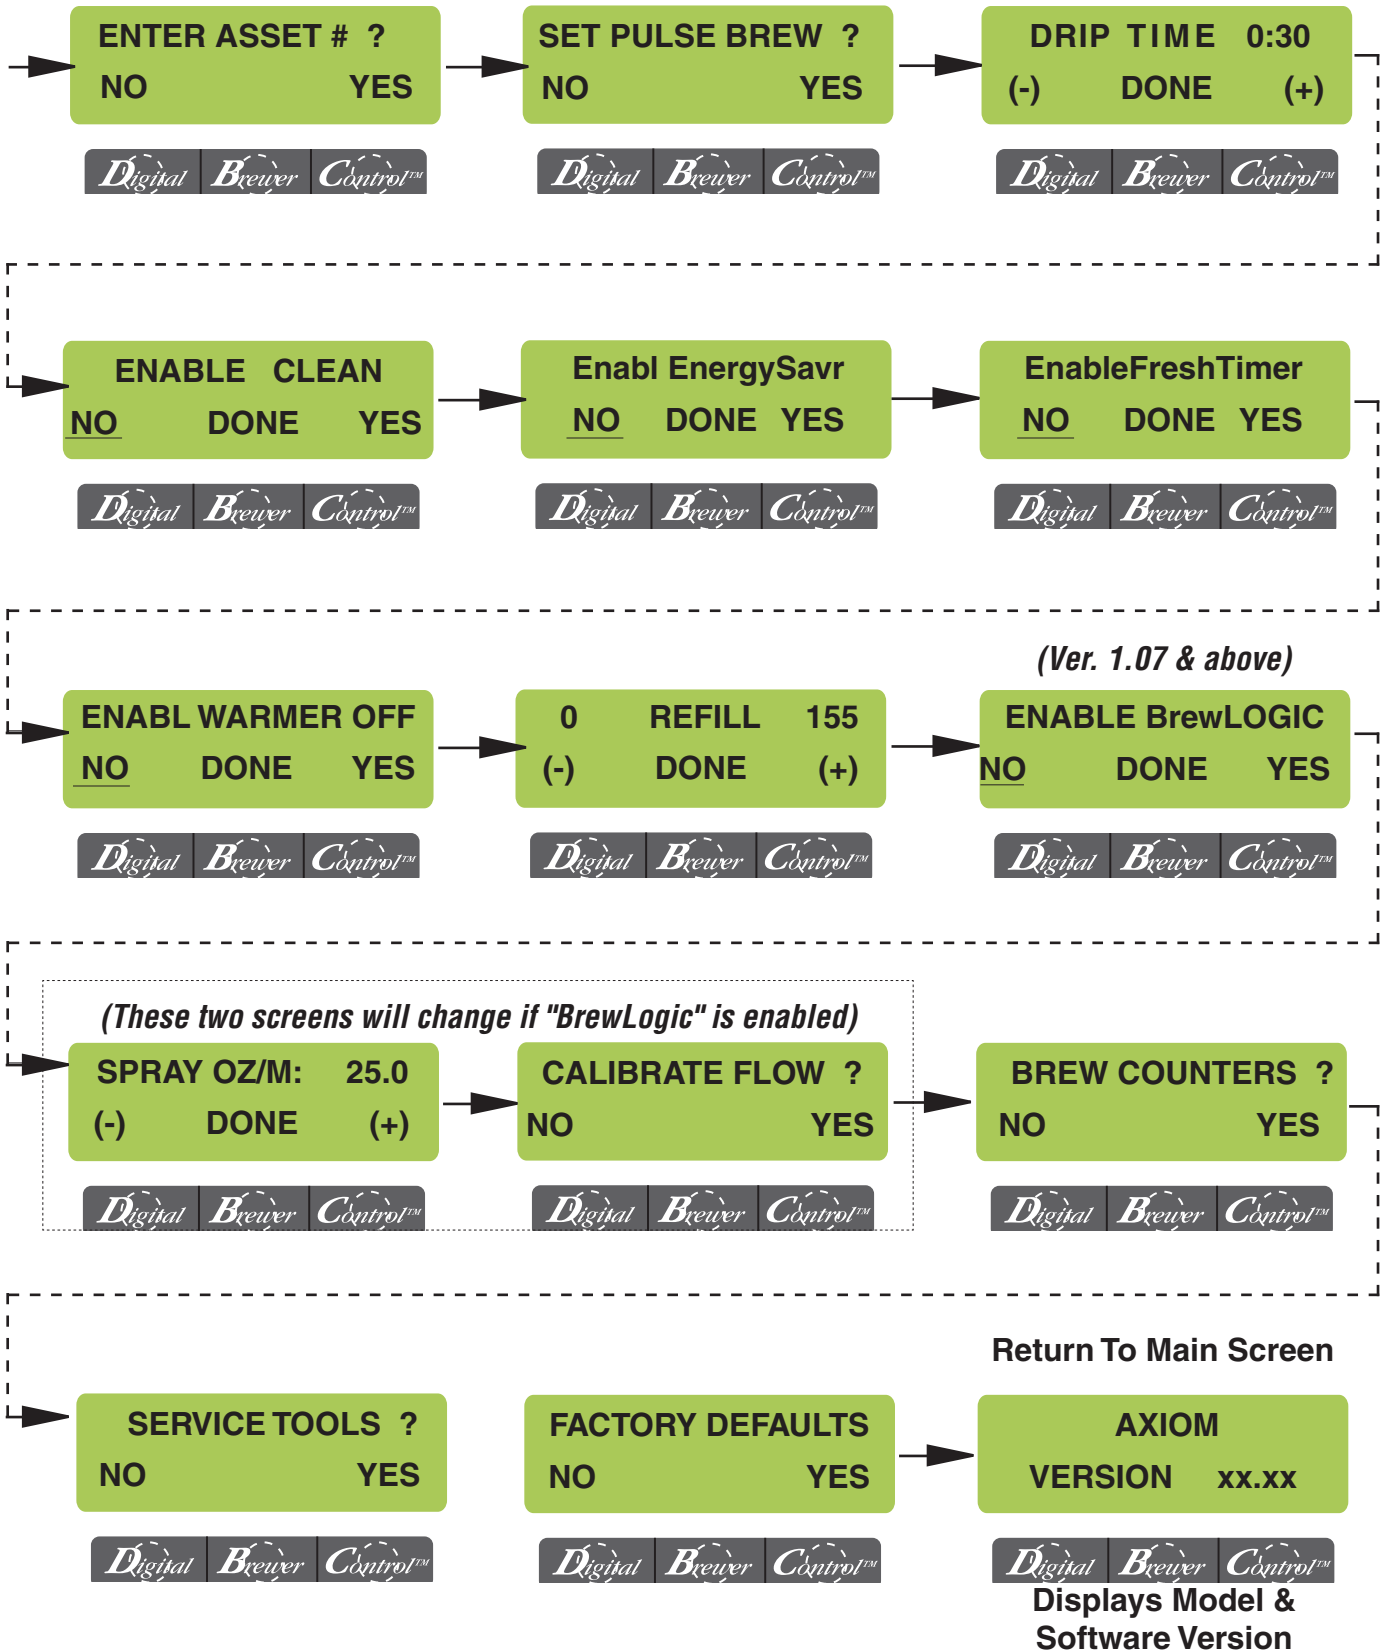 ENTER ASSET # ?
NO YES
Digital Brewer Control™
SET PULSE BREW ?
NO YES
Digital Brewer Control™
DRIP TIME 0:30
(-) DONE (+)
Digital Brewer Control™
ENABLE CLEAN
NO DONE YES
Digital Brewer Control™
Enabl EnergySavr
NO DONE YES
Digital Brewer Control™
EnableFreshTimer
NO DONE YES
Digital Brewer Control™
ENABL WARMER OFF
NO DONE YES
Digital Brewer Control™
0 REFILL 155
(-) DONE (+)
Digital Brewer Control™
(Ver. 1.07 & above)
ENABLE BrewLOGIC
NO DONE YES
Digital Brewer Control™
(These two screens will change if "BrewLogic" is enabled)
SPRAY OZ/M: 25.0
(-) DONE (+)
Digital Brewer Control™
CALIBRATE FLOW ?
NO YES
Digital Brewer Control™
BREW COUNTERS ?
NO YES
Digital Brewer Control™
SERVICE TOOLS ?
NO YES
Digital Brewer Control™
FACTORY DEFAULTS
NO YES
Digital Brewer Control™
Return To Main Screen
AXIOM
VERSION xx.xx
Digital Brewer Control™
Displays Model &
Software Version